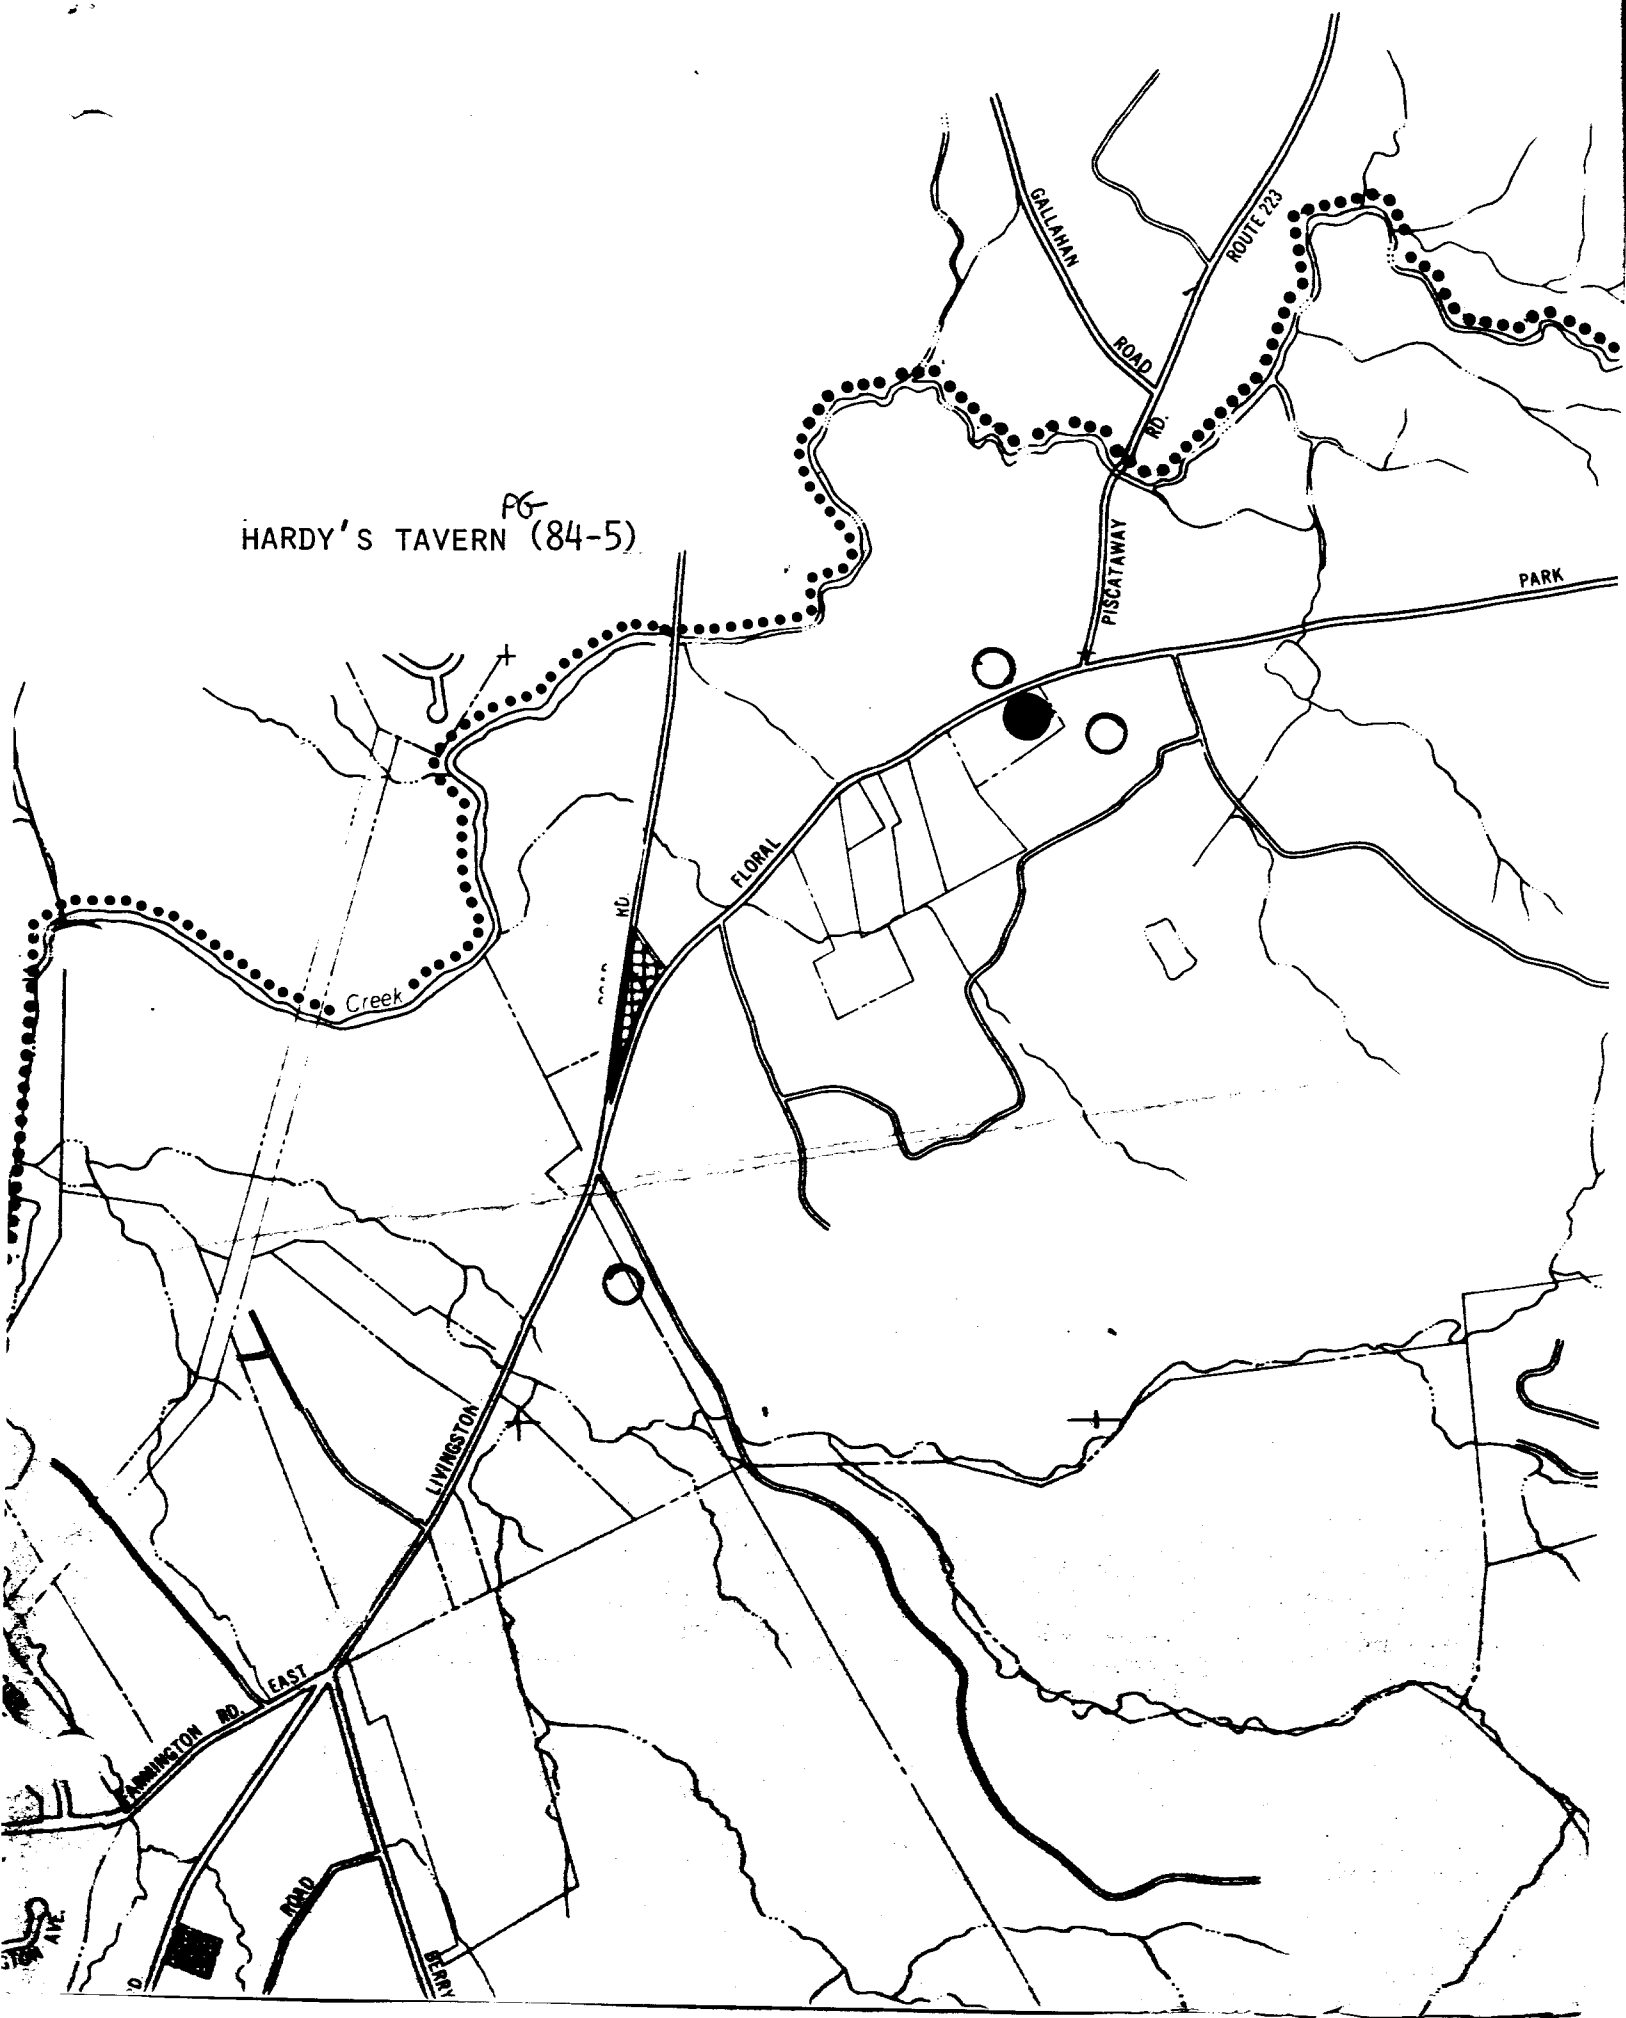 GALLAHAN
ROAD
ROUTE 223
RD.
PG
HARDY'S TAVERN (84-5)
PISCATAWAY
PARK
FLORAL
RD.
ROAD
Creek
LIVINGSTON
EAST
FARMINGTON RD.
ROAD
AVE.
BERRY